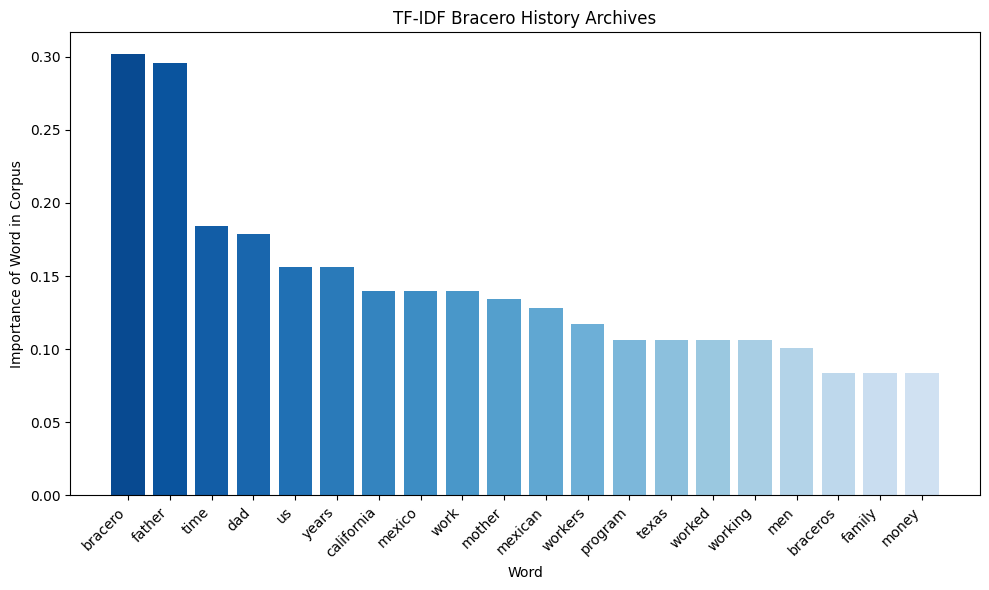 TF-IDF Bracero History Archives
Importance of Word in Corpus
0.30
0.25
0.20
0.15
0.10
0.05
0.00
bracero
father
time
dad
us
years
california
mexico
work
mother
mexican
workers
program
texas
worked
working
men
braceros
family
money
Word